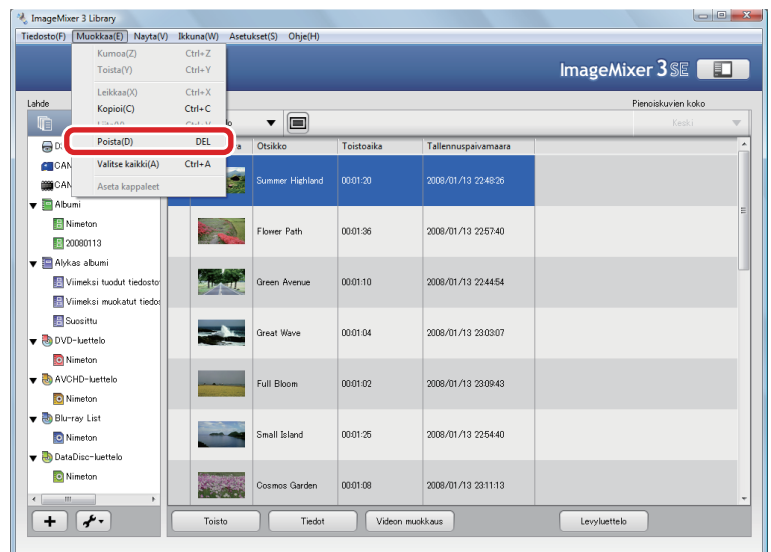 ImageMixer 3 Library
Tiedosto(F) Muokkaa(E) Nayta(V) Ikkuna(W) Asetukset(S) Ohje(H)
Kumoa(Z) Ctrl+Z
Toista(Y) Ctrl+Y
ImageMixer 3 SE
Leikkaa(X) Ctrl+X
Lahde
Pienoiskuvien koko
Kopioi(C) Ctrl+C
Keski
Poista(D) DEL
Otsikko Toistoaika Tallennuspaivamaara
Valitse kaikki(A) Ctrl+A
CAN
Aseta kappaleet
CAN
Summer Highland 00:01:20 2008/01/13 22:48:26
Albumi
Nimeton
Flower Path 00:01:36 2008/01/13 22:57:40
20080113
Alykas albumi
Viimeksi tuodut tiedosto
Green Avenue 00:01:10 2008/01/13 22:44:54
Viimeksi muokatut tiedo
Suosittu
Great Wave 00:01:04 2008/01/13 23:03:07
DVD-luettelo
Nimeton
AVCHD-luettelo
Full Bloom 00:01:02 2008/01/13 23:09:43
Nimeton
Blu-ray List
Nimeton
Small Island 00:01:25 2008/01/13 22:54:40
DataDisc-luettelo
Nimeton
Cosmos Garden 00:01:08 2008/01/13 23:11:13
Toisto Tiedot Videon muokkaus Levyluettelo